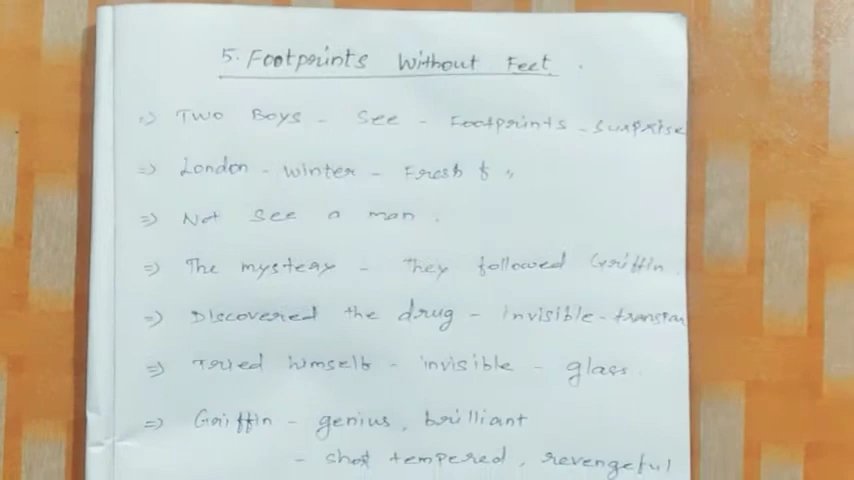 5. Footprints Without Feet.
=> Two Boys - See - Footprints - Surprise
=> London - Winter - Fresh f "
=> Not see a man.
=> The mystery - They followed Griffin.
=> Discovered the drug - invisible - transpar
=> Tried himself - invisible - glass.
=> Griffin - genius, brilliant
- short tempered, revengeful